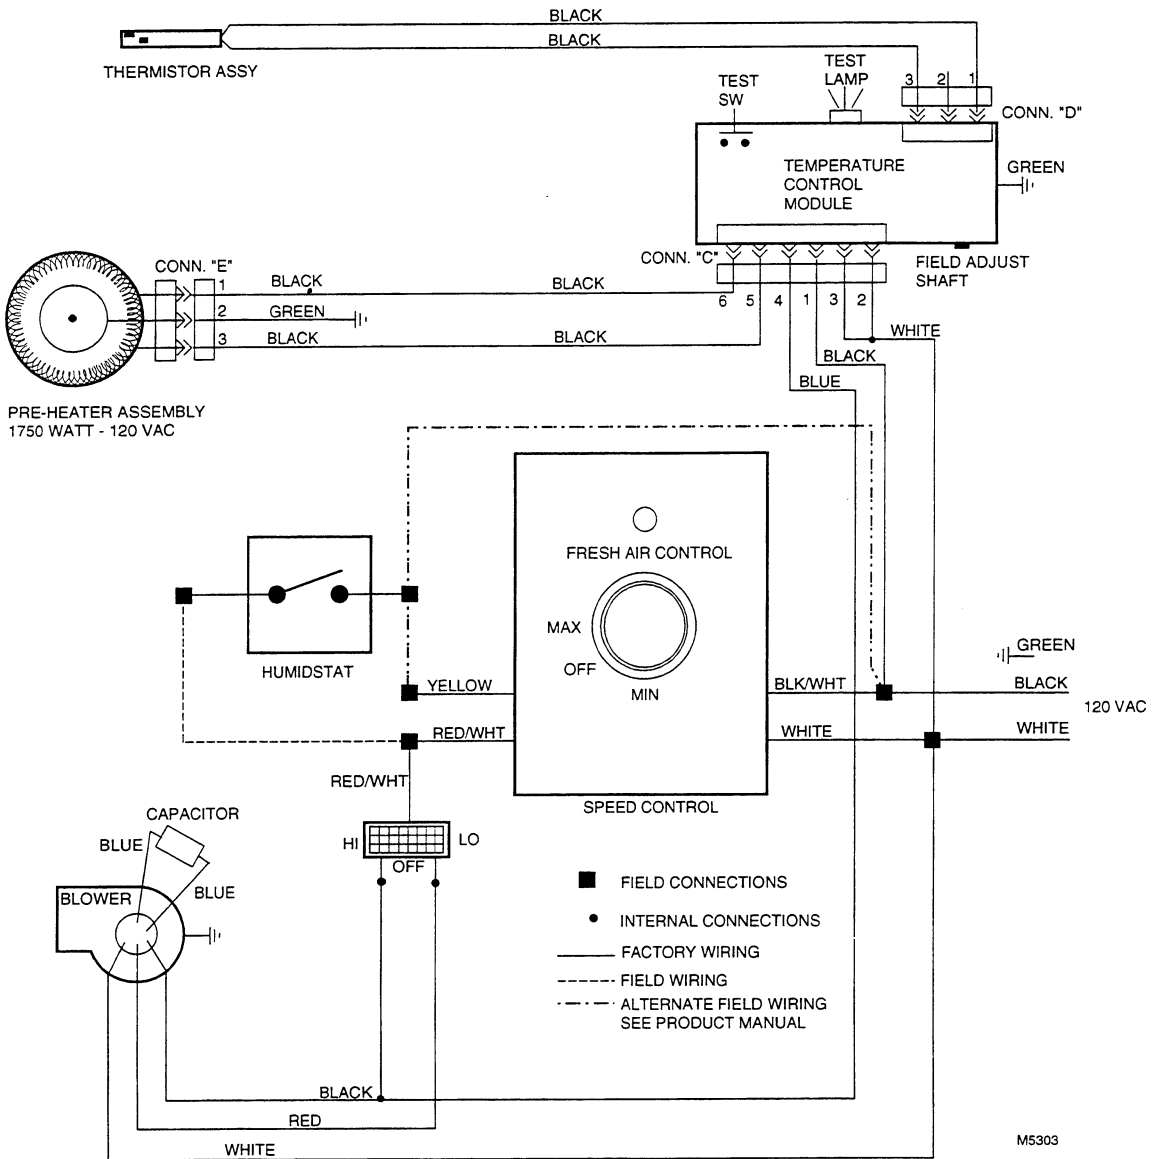 BLACK
BLACK
THERMISTOR ASSY
TEST
SW
TEST
LAMP
3 2 1
CONN. "D"
TEMPERATURE
CONTROL
MODULE
GREEN
CONN. "C"
FIELD ADJUST
SHAFT
6 5 4 1 3 2
CONN. "E"
1
BLACK
BLACK
2
GREEN
3
BLACK
BLACK
WHITE
BLACK
BLUE
PRE-HEATER ASSEMBLY
1750 WATT - 120 VAC
FRESH AIR CONTROL
MAX
OFF
MIN
HUMIDSTAT
YELLOW
RED/WHT
BLK/WHT
WHITE
GREEN
BLACK
120 VAC
WHITE
RED/WHT
SPEED CONTROL
CAPACITOR
BLUE
BLUE
HI
LO
OFF
BLOWER
FIELD CONNECTIONS
INTERNAL CONNECTIONS
FACTORY WIRING
FIELD WIRING
ALTERNATE FIELD WIRING
SEE PRODUCT MANUAL
BLACK
RED
WHITE
M5303